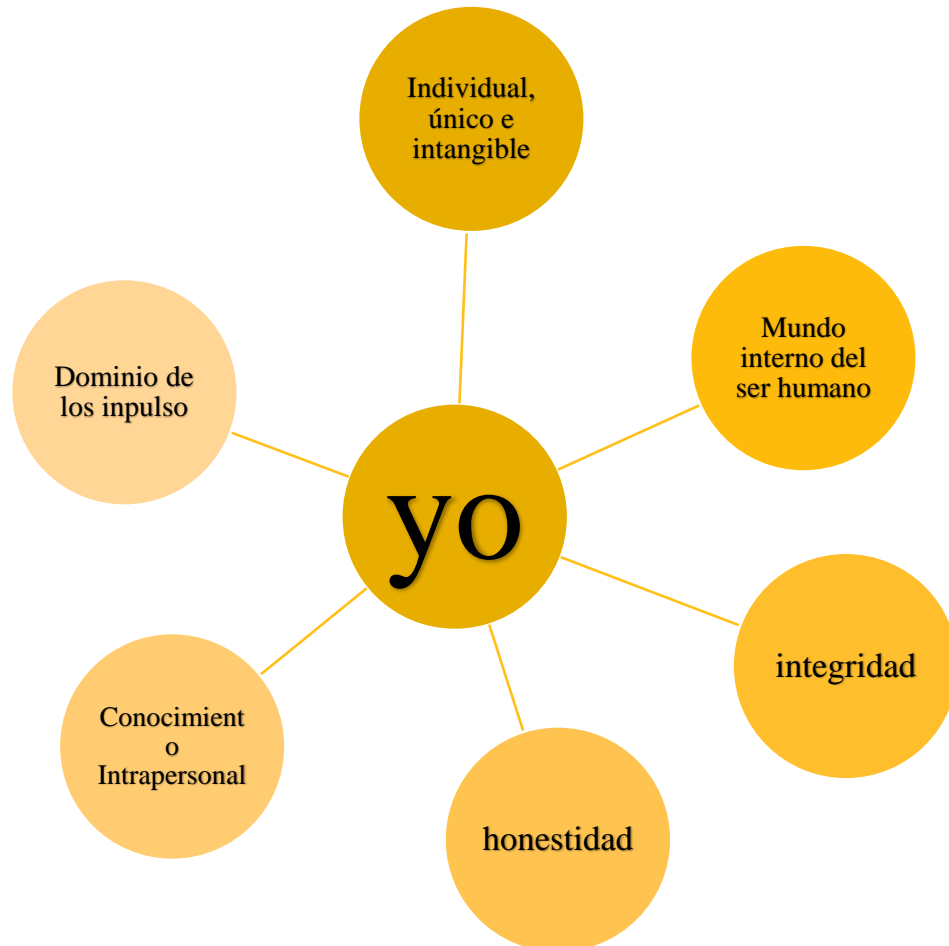 Individual,
único e
intangible
Mundo
interno del
ser humano
Dominio de
los inpulso
yo
integridad
Conocimient
o
Intrapersonal
honestidad